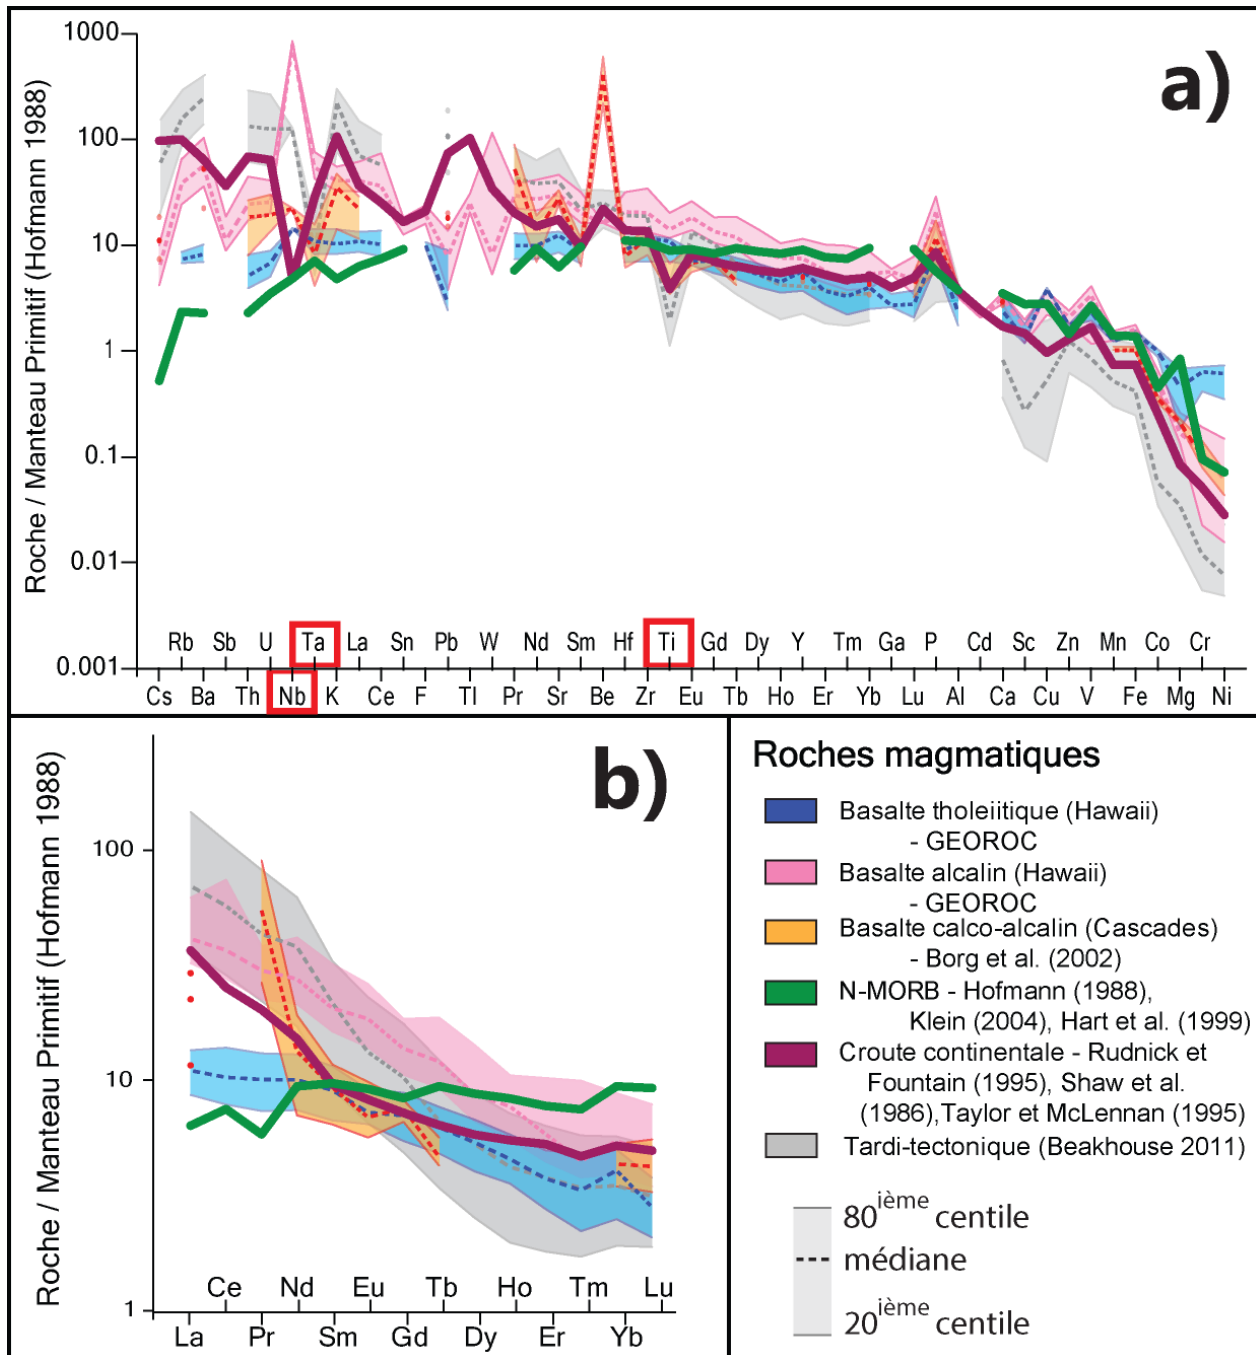 a)
Roche / Manteau Primitif (Hofmann 1988)
1000
100
10
1
0.1
0.01
0.001
Rb Sb U Ta La Sn Pb W Nd Sm Hf Ti Gd Dy Y Tm Ga P Cd Sc Zn Mn Co Cr
Cs Ba Th Nb K Ce F Tl Pr Sr Be Zr Eu Tb Ho Er Yb Lu Al Ca Cu V Fe Mg Ni
b)
Roche / Manteau Primitif (Hofmann 1988)
100
10
1
Ce Nd Eu Tb Ho Tm Lu
La Pr Sm Gd Dy Er Yb
Roches magmatiques
Basalte tholeiitique (Hawaii)
- GEOROC
Basalte alcalin (Hawaii)
- GEOROC
Basalte calco-alcalin (Cascades)
- Borg et al. (2002)
N-MORB - Hofmann (1988),
Klein (2004), Hart et al. (1999)
Croute continentale - Rudnick et
Fountain (1995), Shaw et al.
(1986),Taylor et McLennan (1995)
Tardi-tectonique (Beakhouse 2011)
80ième centile
médiane
20ième centile